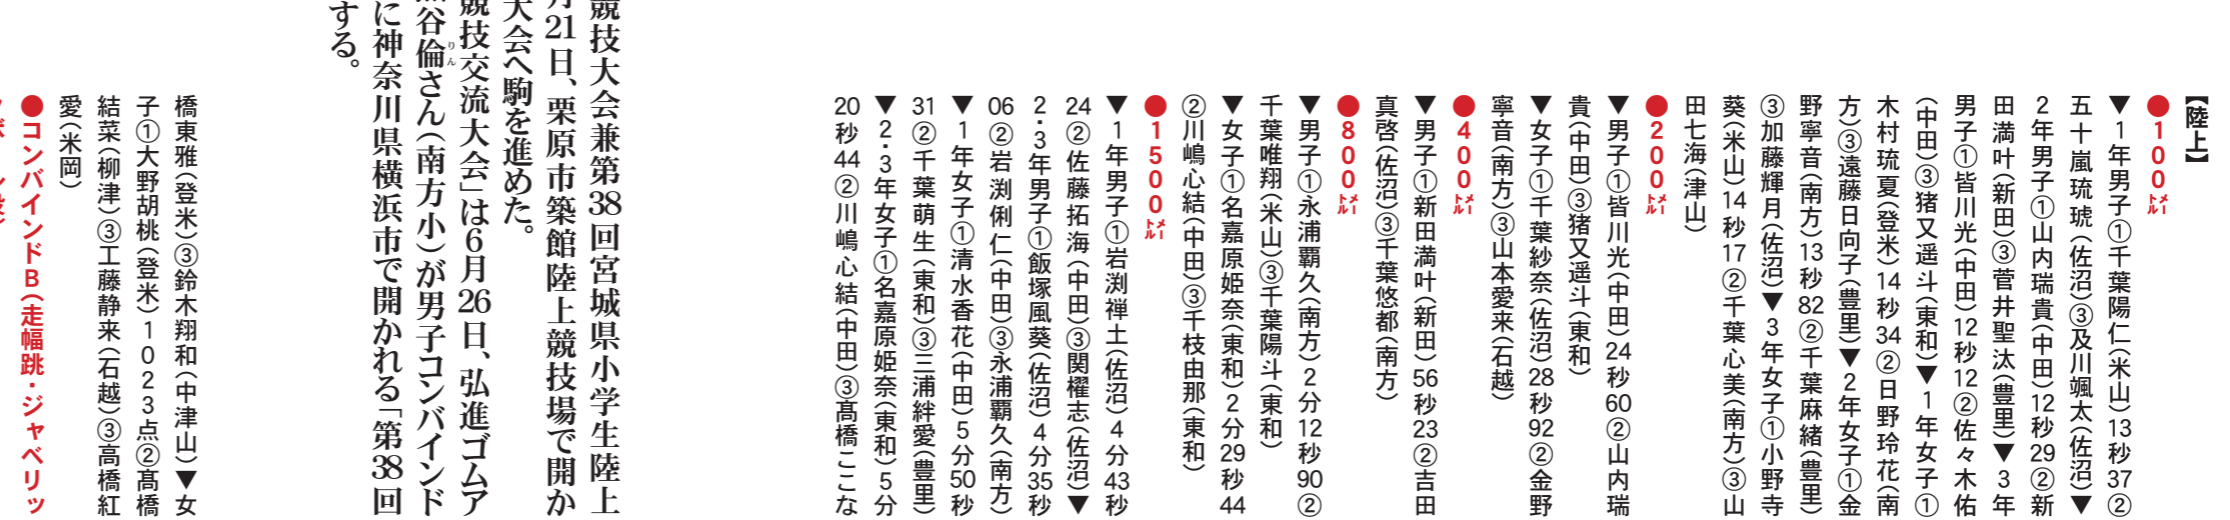 【陸上】
●100㍍
▼1年男子①千葉陽仁(米山)13秒37②
五十嵐琉琥(佐沼)③及川颯太(佐沼)▼
2年男子①山内瑞貴(中田)12秒29②新
田満叶(新田)③菅井聖汰(豊里)▼3年
男子①皆川光(中田)12秒12②佐々木佑
(中田)③猪又遥斗(東和)▼1年女子①
木村琉夏(登米)14秒34②日野玲花(南
方)③遠藤日向子(豊里)▼2年女子①金
野寧音(南方)13秒82②千葉麻緒(豊里)
③加藤輝月(佐沼)▼3年女子①小野寺
葵(米山)14秒17②千葉心美(南方)③山
田七海(津山)
●200㍍
▼男子①皆川光(中田)24秒60②山内瑞
貴(中田)③猪又遥斗(東和)
▼女子①千葉紗奈(佐沼)28秒92②金野
寧音(南方)③山本愛来(石越)
●400㍍
▼男子①新田満叶(新田)56秒23②吉田
真啓(佐沼)③千葉悠都(南方)
●800㍍
▼男子①永浦覇久(南方)2分12秒90②
千葉唯翔(米山)③千葉陽斗(東和)
▼女子①名嘉原姫奈(東和)2分29秒44
②川嶋心結(中田)③千枝由那(東和)
●1500㍍
▼1年男子①岩渕禅土(佐沼)4分43秒
24②佐藤拓海(中田)③関櫂志(佐沼)▼
2・3年男子①飯塚風葵(佐沼)4分35秒
06②岩渕俐仁(中田)③永浦覇久(南方)
▼1年女子①清水香花(中田)5分50秒
31②千葉萌生(東和)③三浦絆愛(豊里)
▼2・3年女子①名嘉原姫奈(東和)5分
20秒44②川嶋心結(中田)③髙橋ここな
競技大会兼第38回宮城県小学生陸上
月21日、栗原市築館陸上競技場で開か
大会へ駒を進めた。
競技交流大会」は6月26日、弘進ゴムア
谷倫りんさん(南方小)が男子コンバインド
に神奈川県横浜市で開かれる「第38回
する。
橋東雅(登米)③鈴木翔和(中津山)▼女
子①大野胡桃(登米)1023点②髙橋
結菜(柳津)③工藤静来(石越)③高橋紅
愛(米岡)
●コンバインドB(走幅跳・ジャベリッ